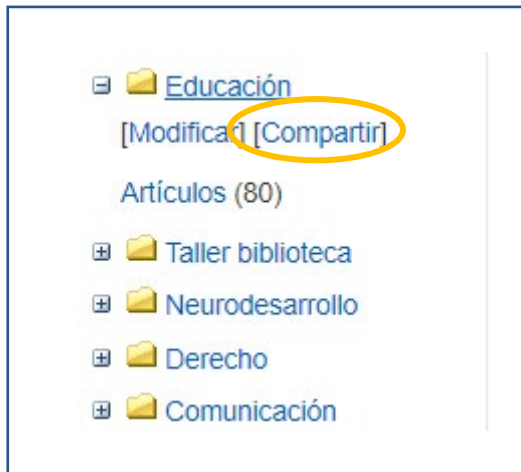 Educación
[Modificar] [Compartir]
Artículos (80)
Taller biblioteca
Neurodesarrollo
Derecho
Comunicación